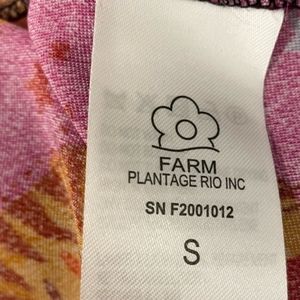 FARM
PLANTAGE RIO INC
SN F2001012
S